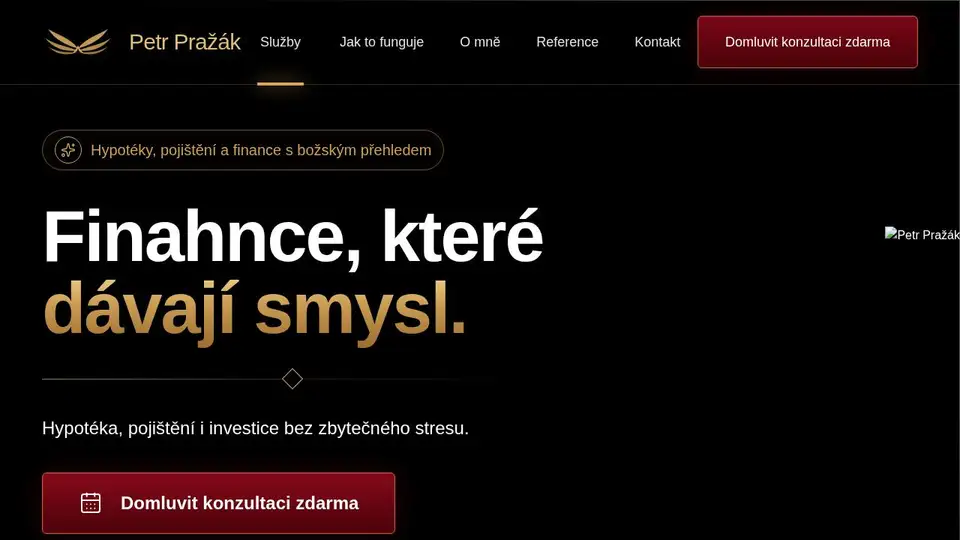 Petr Pražák
Služby
Jak to funguje
O mně
Reference
Kontakt
Domluvit konzultaci zdarma
Hypotéky, pojištění a finance s božským přehledem
Finahnce, které
dávají smysl.
Petr Pražák
Hypotéka, pojištění i investice bez zbytečného stresu.
Domluvit konzultaci zdarma